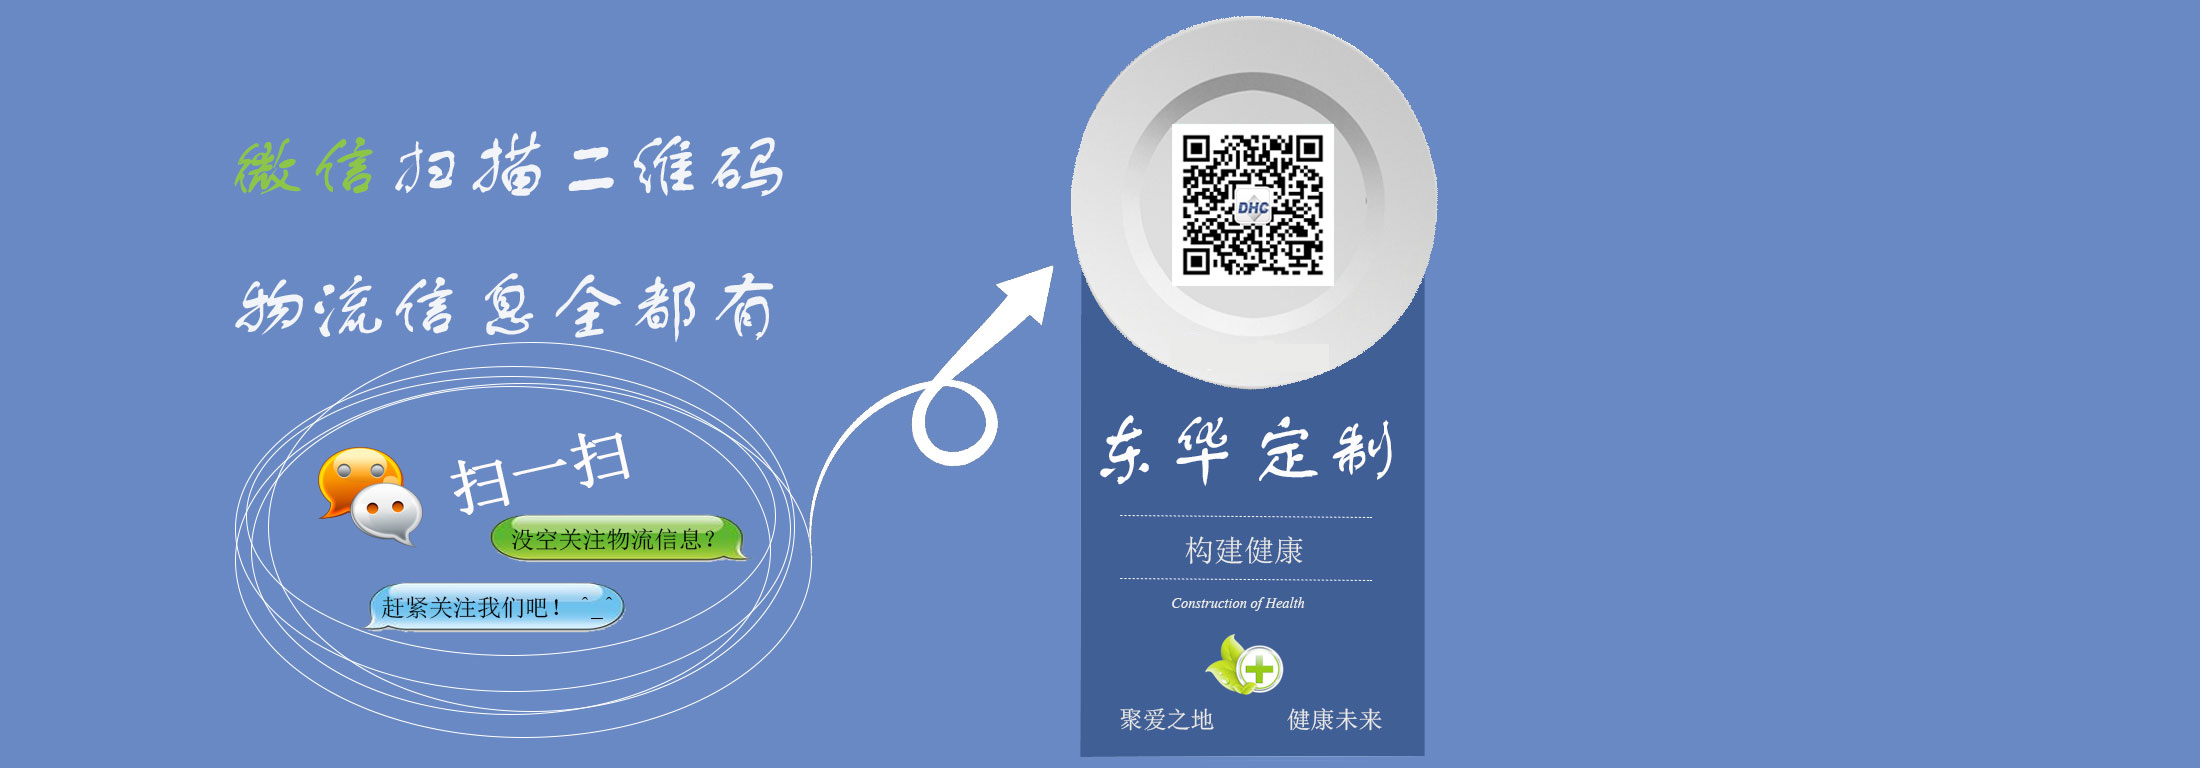 微信扫描二维码
物流信息全都有
扫一扫
没空关注物流信息？
赶紧关注我们吧！ ^_^
DHC
东华定制
构建健康
Construction of Health
聚爱之地 健康未来